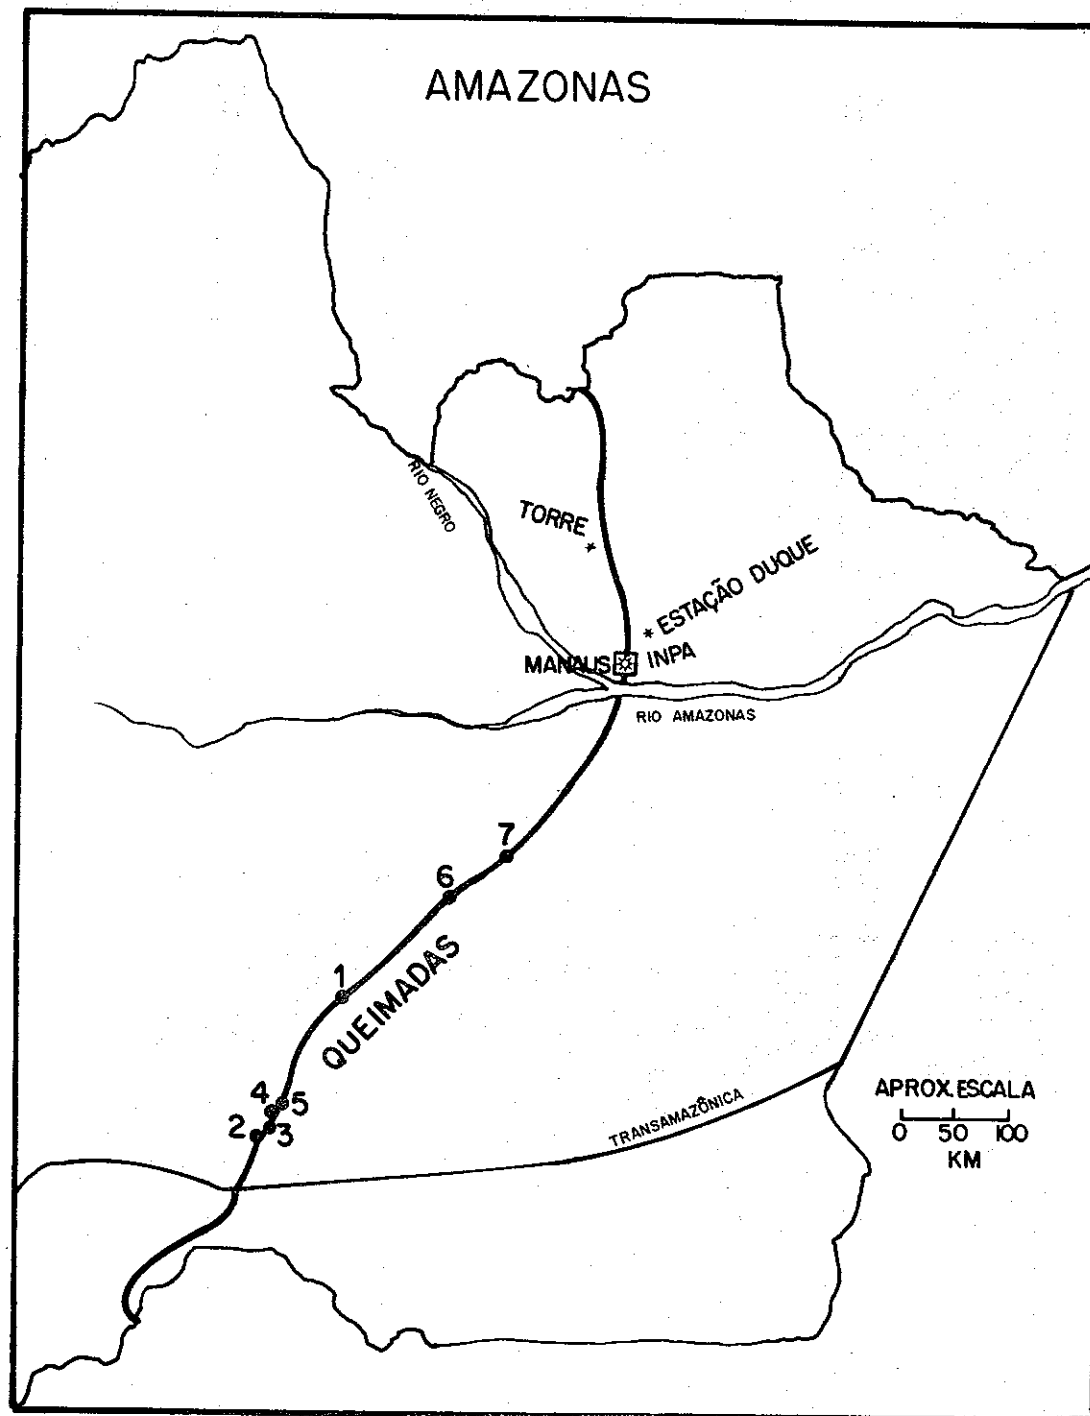 AMAZONAS
RIO NEGRO
TORRE
* ESTAÇÃO DUQUE
MANAUS
INPA
RIO AMAZONAS
7
6
1
QUEIMADAS
4
5
2
3
TRANSAMAZÔNICA
APROX. ESCALA
0 50 100
KM